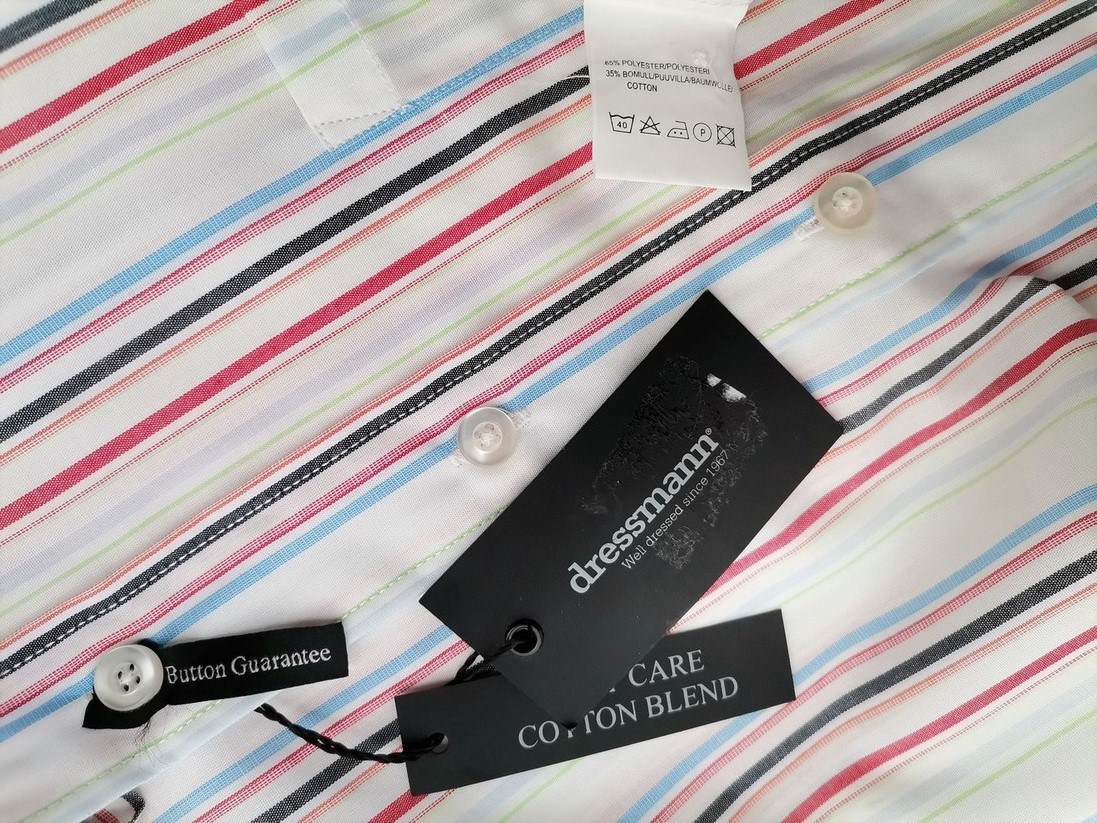 65% POLYESTER/POLYESTERI
35% BOMULL/PUUVILLA/BAUMWOLLE/
COTTON
40
P
dressmann®
Well dressed since 1967
Button Guarantee
CARE
COTTON BLEND